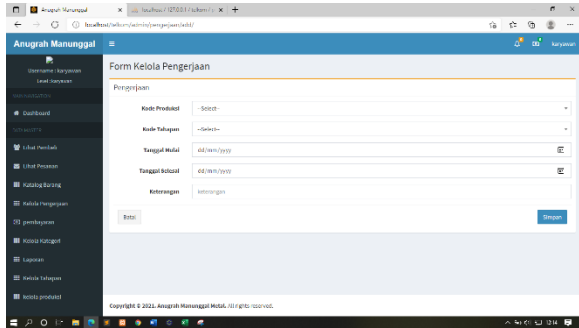 Anugrah Manunggal
localhost/telkom/admin/pengerjaan/add/
Anugrah Manunggal
karyawan
Username : karyawan
Level : karyawan
Dashboard
Lihat Pembeli
Lihat Pesanan
Katalog Barang
Kelola Pengerjaan
pembayaran
Kelola Kategori
Laporan
Kelola Tahapan
kelola produksi
Form Kelola Pengerjaan
Pengerjaan
Kode Produksi
--Select--
Kode Tahapan
--Select--
Tanggal Mulai
dd/mm/yyyy
Tanggal Selesai
dd/mm/yyyy
Keterangan
keterangan
Batal
Simpan
Copyright © 2021. Anugrah Manunggal Metal. All rights reserved.